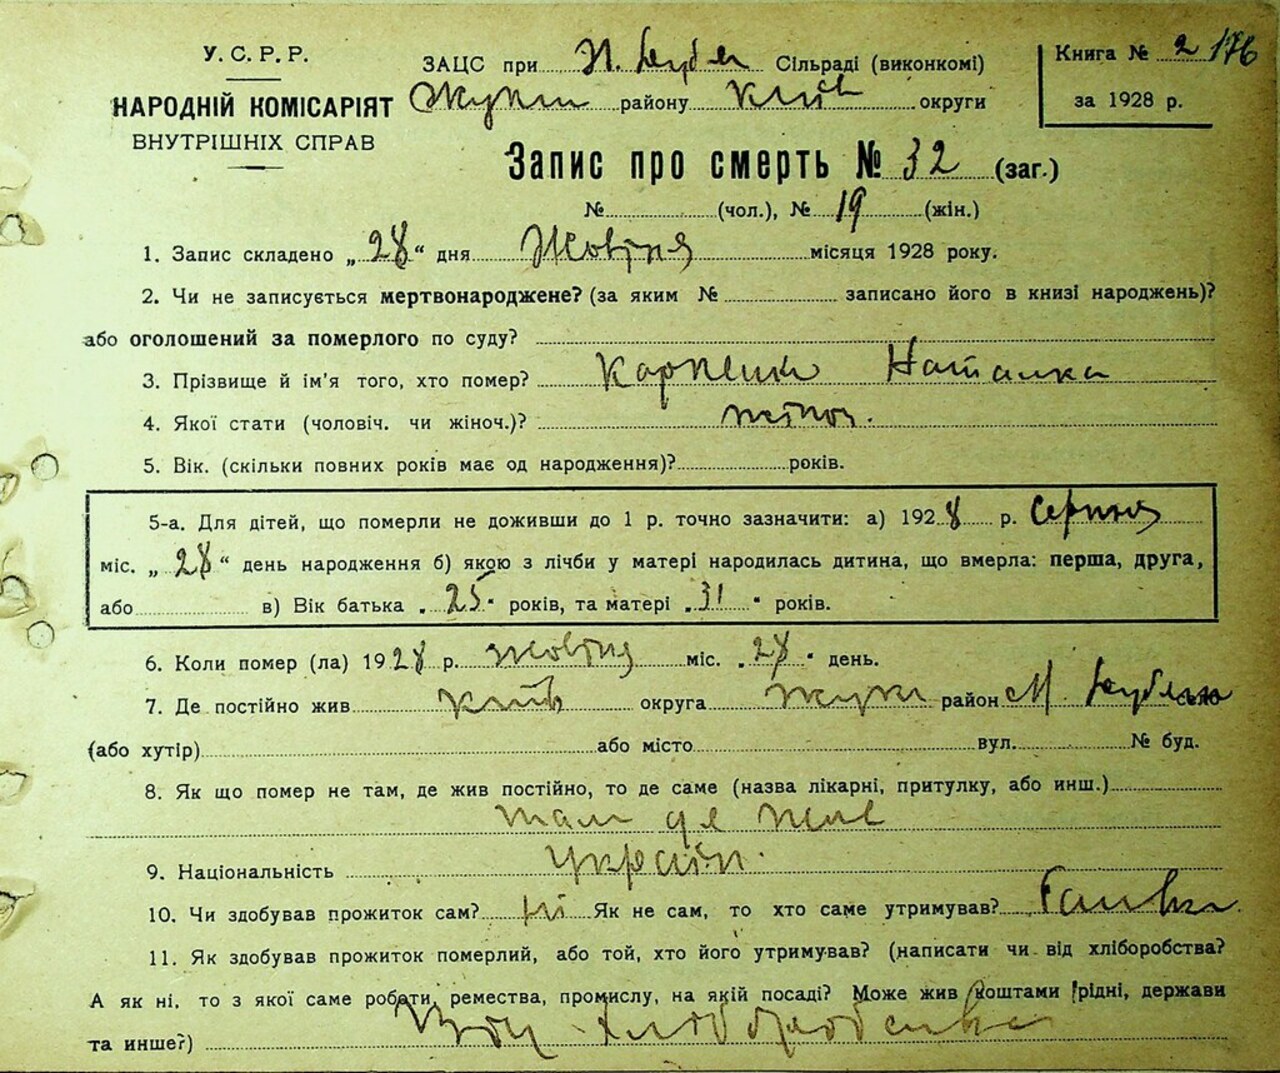 У.С.Р.Р.
НАРОДНІЙ КОМІСАРІЯТ
ВНУТРІШНІХ СПРАВ
ЗАЦС при Сільраді (виконкомі)
району Київ округи
Книга № 2 176
за 1928 р.
Запис про смерть № 32 (заг.)
№ (чол.), № 19 (жін.)
1. Запис складено „28“ дня Жовтня місяця 1928 року.
2. Чи не записується мертвонароджене? (за яким № записано його в книзі народжень)?
або оголошений за померлого по суду?
3. Прізвище й ім'я того, хто помер? Карпенко Наталка
4. Якої стати (чоловіч. чи жіноч.)? жіноч.
5. Вік. (скільки повних років має од народження)? років.
5-а. Для дітей, що померли не доживши до 1 р. точно зазначити: а) 1928 р. Серпня
міс. „28“ день народження б) якою з лічби у матері народилась дитина, що вмерла: перша, друга,
або в) Вік батька „25“ років, та матері „31“ років.
6. Коли помер (ла) 1928 р. Жовтня міс. „28“ день.
7. Де постійно жив Київ округа район село
(або хутір) або місто вул. № буд.
8. Як що помер не там, де жив постійно, то де саме (назва лікарні, притулку, або инш.)
там де жив
9. Національність Україн.
10. Чи здобував прожиток сам? ні Як не сам, то хто саме утримував? Батьки
11. Як здобував прожиток померлий, або той, хто його утримував? (написати чи від хліборобства?
А як ні, то з якої саме роботи, ремества, промислу, на якій посаді? Може жив коштами рідні, держави
та инше?) хліборобства